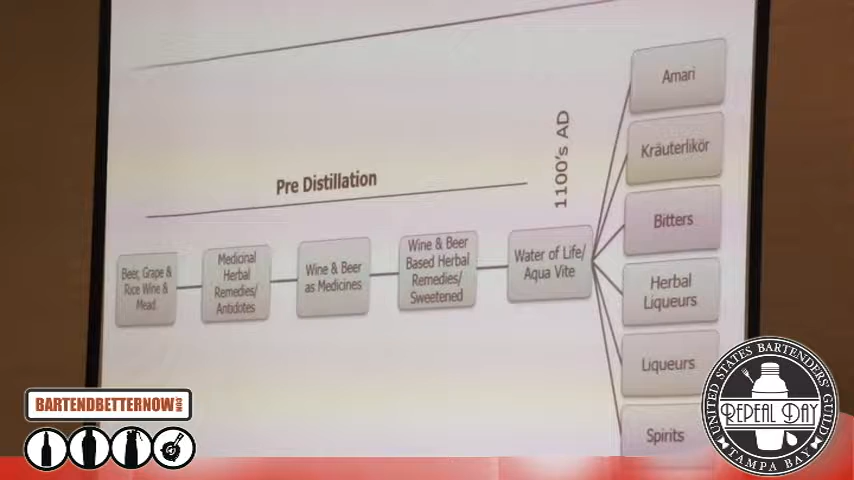 Pre Distillation
1100's AD
Beer, Grape &
Rice Wine &
Mead
Medicinal
Herbal
Remedies/
Antidotes
Wine & Beer
as Medicines
Wine & Beer
Based Herbal
Remedies/
Sweetened
Water of Life/
Aqua Vite
Amari
Kräuterlikör
Bitters
Herbal
Liqueurs
Liqueurs
Spirits
BARTENDBETTERNOW.COM
UNITED STATES BARTENDERS' GUILD
REPEAL DAY
TAMPA BAY